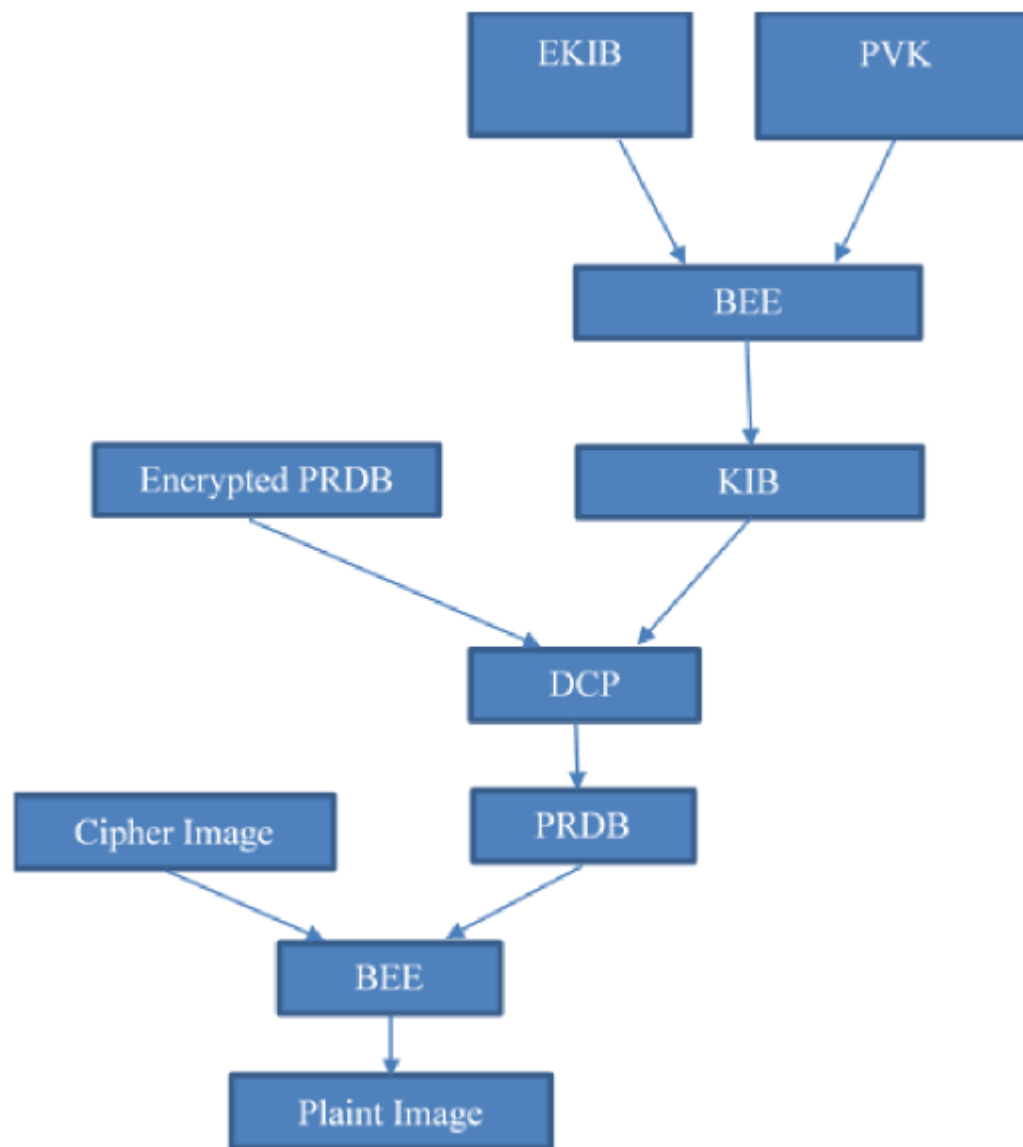 EKIB
PVK
BEE
KIB
Encrypted PRDB
DCP
PRDB
Cipher Image
BEE
Plaint Image